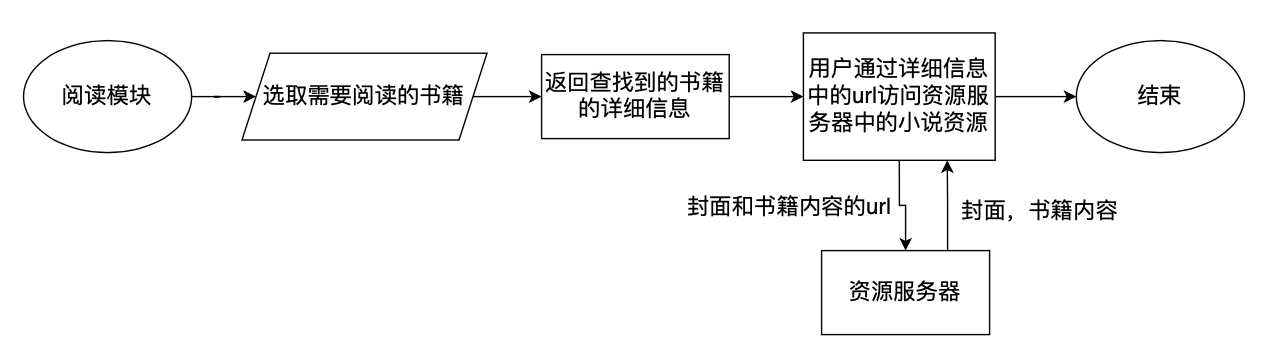 阅读模块
选取需要阅读的书籍
返回查找到的书籍
的详细信息
用户通过详细信息
中的url访问资源服
务器中的小说资源
结束
封面和书籍内容的url
封面，书籍内容
资源服务器